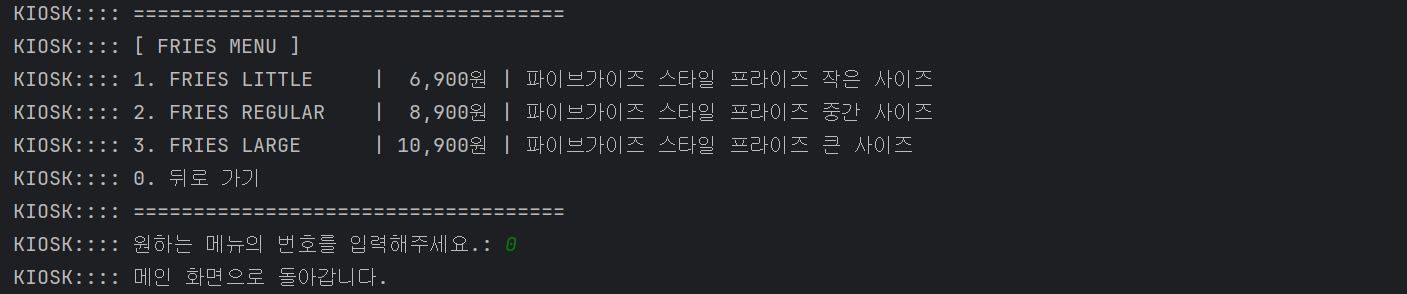 KIOSK:::: ====================================
KIOSK:::: [ FRIES MENU ]
KIOSK:::: 1. FRIES LITTLE     |  6,900원 | 파이브가이즈 스타일 프라이즈 작은 사이즈
KIOSK:::: 2. FRIES REGULAR    |  8,900원 | 파이브가이즈 스타일 프라이즈 중간 사이즈
KIOSK:::: 3. FRIES LARGE      | 10,900원 | 파이브가이즈 스타일 프라이즈 큰 사이즈
KIOSK:::: 0. 뒤로 가기
KIOSK:::: ====================================
KIOSK:::: 원하는 메뉴의 번호를 입력해주세요.: 0
KIOSK:::: 메인 화면으로 돌아갑니다.